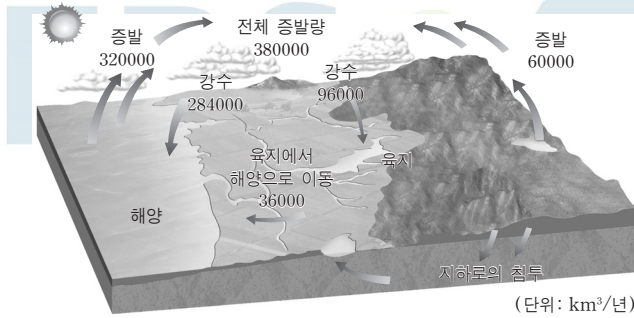 증발
320000
전체 증발량
380000
증발
60000
강수
284000
강수
96000
육지에서
해양으로 이동
36000
육지
해양
지하로의 침투
(단위: km³/년)